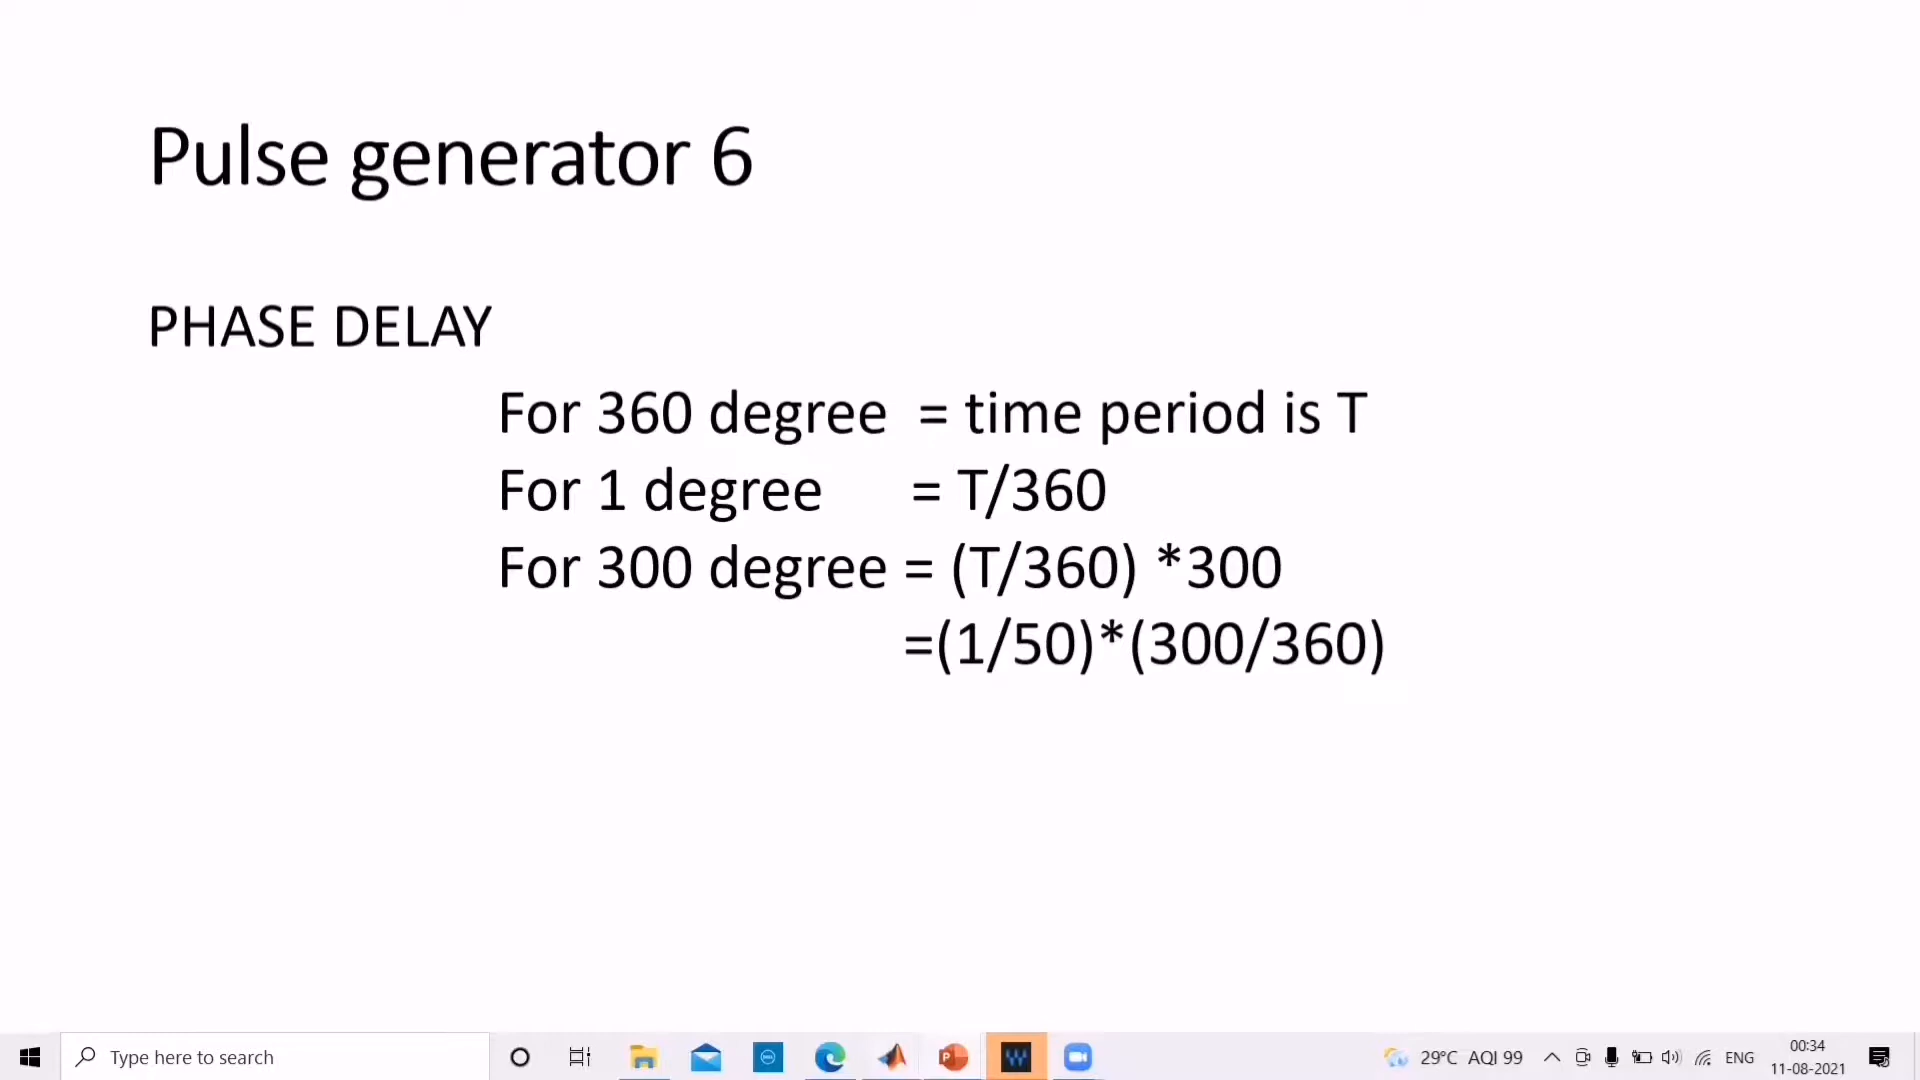 Pulse generator 6
PHASE DELAY
For 360 degree = time period is T
For 1 degree = T/360
For 300 degree = (T/360) *300
=(1/50)*(300/360)
Type here to search
29°C AQI 99
ENG
00:34
11-08-2021